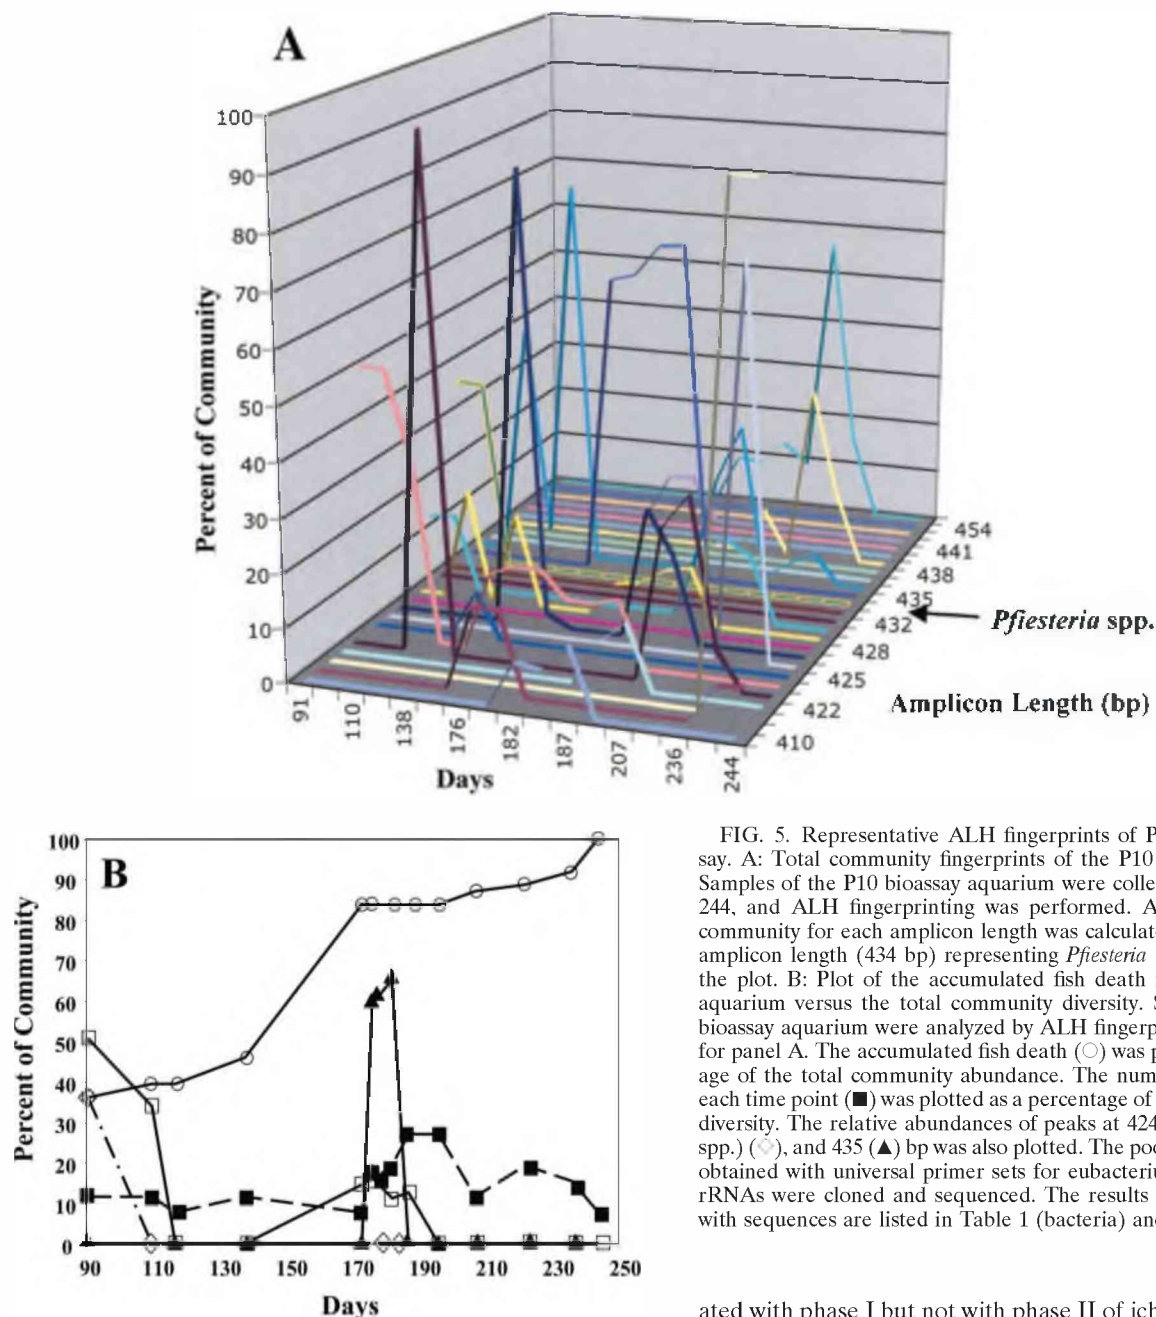 A
100
90
80
70
60
50
40
30
20
10
0
Percent of Community
91
110
138
176
182
187
207
236
244
Days
454
441
438
435
432
428
425
422
410
Pfiesteria spp.
Amplicon Length (bp)
B
100
90
80
70
60
50
40
30
20
10
0
Percent of Community
90 110 130 150 170 190 210 230 250
Days
FIG. 5. Representative ALH fingerprints of P
say. A: Total community fingerprints of the P10
Samples of the P10 bioassay aquarium were colle
244, and ALH fingerprinting was performed. A
community for each amplicon length was calculat
amplicon length (434 bp) representing Pfiesteria
the plot. B: Plot of the accumulated fish death
aquarium versus the total community diversity. S
bioassay aquarium were analyzed by ALH fingerp
for panel A. The accumulated fish death (○) was p
age of the total community abundance. The num
each time point (■) was plotted as a percentage of
diversity. The relative abundances of peaks at 424
spp.) (◇), and 435 (▲) bp was also plotted. The poo
obtained with universal primer sets for eubacteriu
rRNAs were cloned and sequenced. The results
with sequences are listed in Table 1 (bacteria) an
ated with phase I but not with phase II of ich